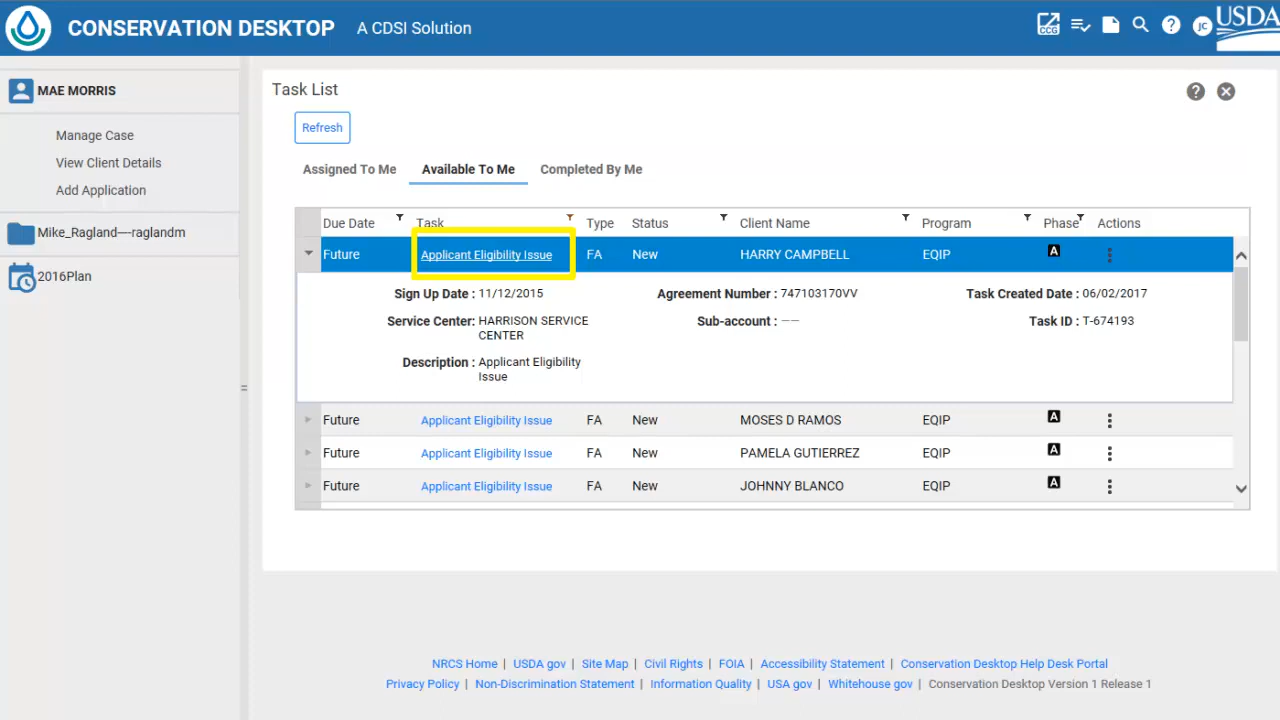 CONSERVATION DESKTOP A CDSI Solution
CCG
JC
USDA
MAE MORRIS
Manage Case
View Client Details
Add Application
Mike_Ragland—raglandm
2016Plan
Task List
Refresh
Assigned To Me Available To Me Completed By Me
Due Date Task Type Status Client Name Program Phase Actions
Future Applicant Eligibility Issue FA New HARRY CAMPBELL EQIP A
Sign Up Date : 11/12/2015 Agreement Number : 747103170VV Task Created Date : 06/02/2017
Service Center: HARRISON SERVICE CENTER Sub-account : —— Task ID : T-674193
Description : Applicant Eligibility Issue
Future Applicant Eligibility Issue FA New MOSES D RAMOS EQIP A
Future Applicant Eligibility Issue FA New PAMELA GUTIERREZ EQIP A
Future Applicant Eligibility Issue FA New JOHNNY BLANCO EQIP A
NRCS Home | USDA gov | Site Map | Civil Rights | FOIA | Accessibility Statement | Conservation Desktop Help Desk Portal
Privacy Policy | Non-Discrimination Statement | Information Quality | USA gov | Whitehouse gov | Conservation Desktop Version 1 Release 1